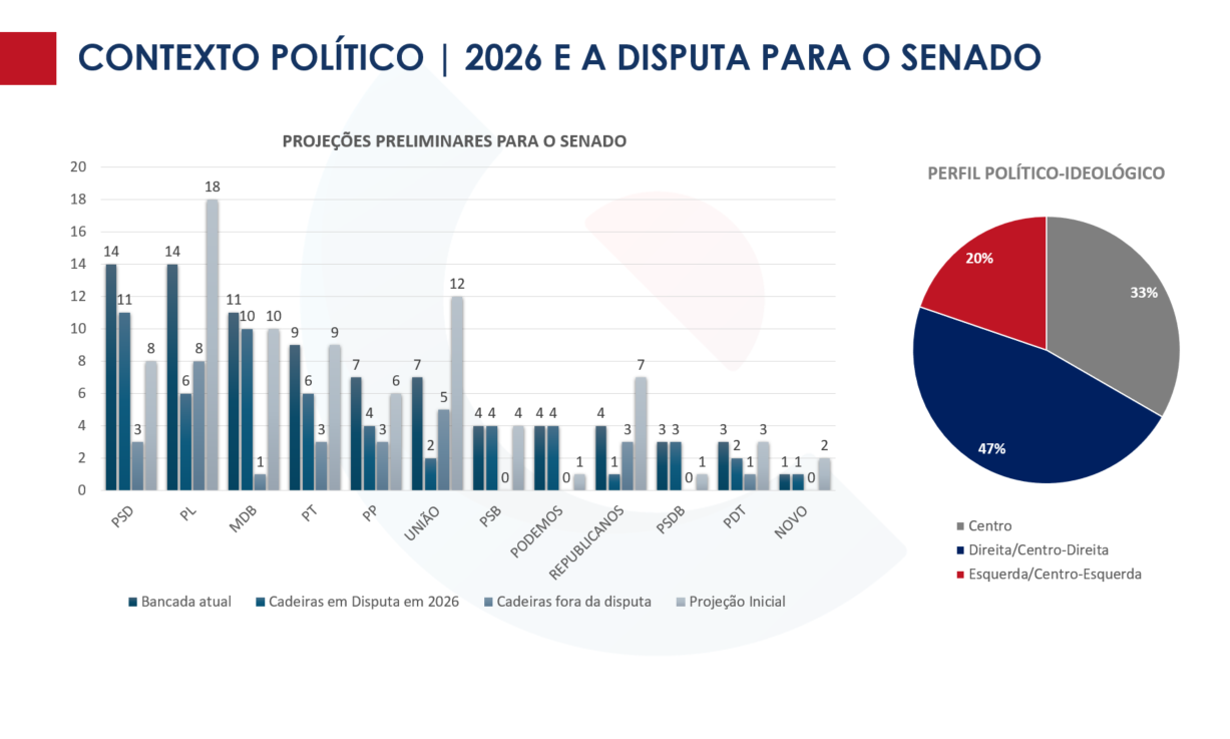 CONTEXTO POLÍTICO | 2026 E A DISPUTA PARA O SENADO
PROJEÇÕES PRELIMINARES PARA O SENADO
20
18
16
14
12
10
8
6
4
2
0
14 11 3 8
14 6 8 18
11 10 1 10
9 6 3 9
7 4 3 6
7 2 5 12
4 4 0 4
4 4 0 1
4 1 3 7
3 3 0 1
3 2 1 3
1 1 0 2
PSD
PL
MDB
PT
PP
UNIÃO
PSB
PODEMOS
REPUBLICANOS
PSDB
PDT
NOVO
Bancada atual
Cadeiras em Disputa em 2026
Cadeiras fora da disputa
Projeção Inicial
PERFIL POLÍTICO-IDEOLÓGICO
20%
33%
47%
Centro
Direita/Centro-Direita
Esquerda/Centro-Esquerda